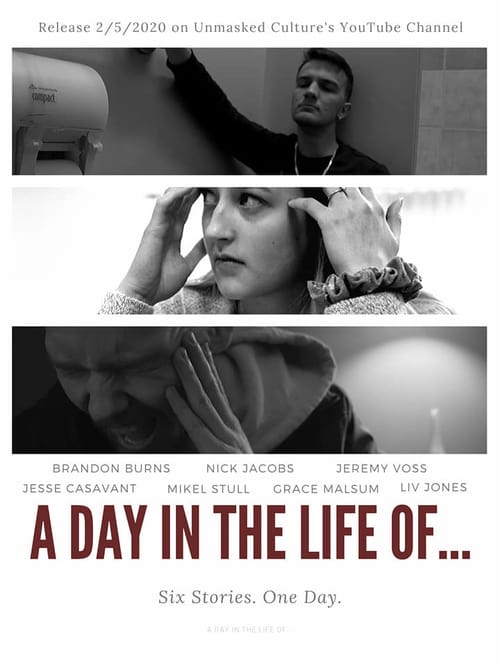 Release 2/5/2020 on Unmasked Culture's YouTube Channel
compact
BRANDON BURNS NICK JACOBS JEREMY VOSS
JESSE CASAVANT MIKEL STULL GRACE MALSUM LIV JONES
A DAY IN THE LIFE OF...
Six Stories. One Day.
A DAY IN THE LIFE OF...